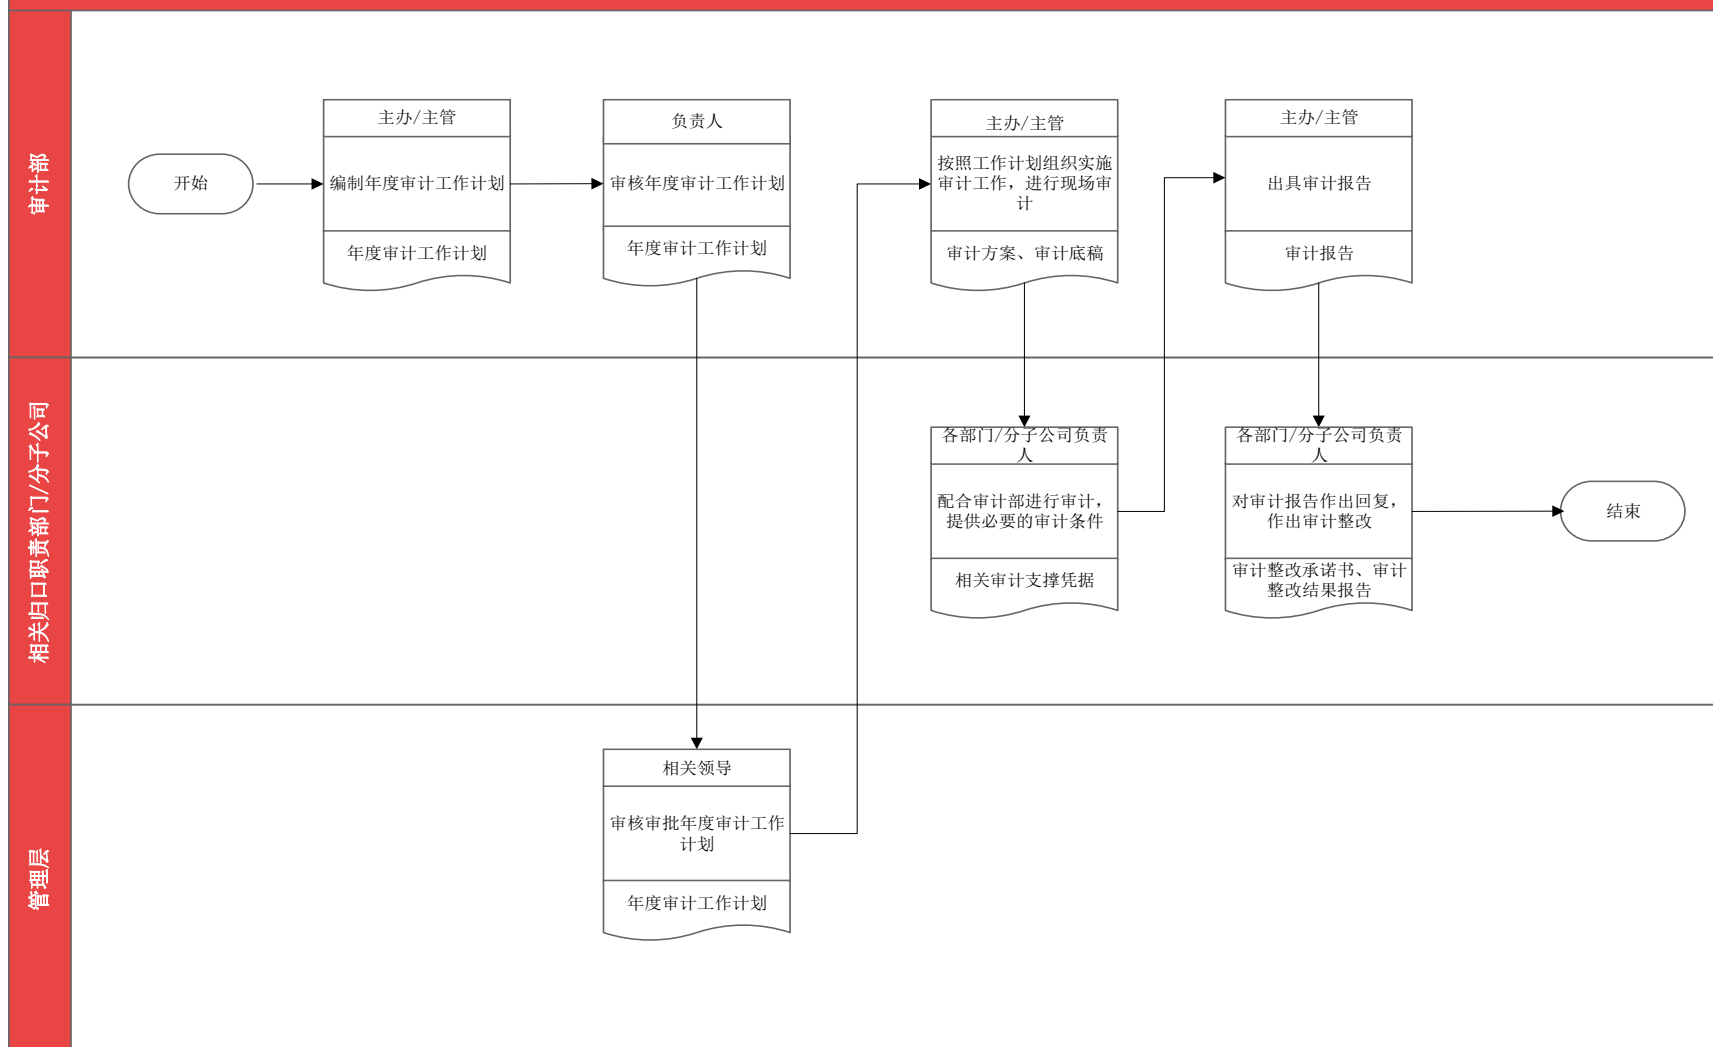 审计部
开始
主办/主管
编制年度审计工作计划
年度审计工作计划
负责人
审核年度审计工作计划
年度审计工作计划
主办/主管
按照工作计划组织实施
审计工作，进行现场审
计
审计方案、审计底稿
主办/主管
出具审计报告
审计报告
相关归口职责部门/分子公司
各部门/分子公司负责
人
配合审计部进行审计，
提供必要的审计条件
相关审计支撑凭据
各部门/分子公司负责
人
对审计报告作出回复，
作出审计整改
审计整改承诺书、审计
整改结果报告
结束
管理层
相关领导
审核审批年度审计工作
计划
年度审计工作计划